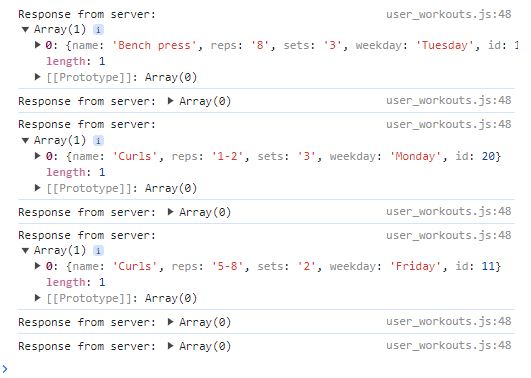 Response from server: user_workouts.js:48
▼ Array(1) i
▶ 0: {name: 'Bench press', reps: '8', sets: '3', weekday: 'Tuesday', id: 1
length: 1
▶ [[Prototype]]: Array(0)
Response from server: ▶ Array(0) user_workouts.js:48
Response from server: user_workouts.js:48
▼ Array(1) i
▶ 0: {name: 'Curls', reps: '1-2', sets: '3', weekday: 'Monday', id: 20}
length: 1
▶ [[Prototype]]: Array(0)
Response from server: ▶ Array(0) user_workouts.js:48
Response from server: user_workouts.js:48
▼ Array(1) i
▶ 0: {name: 'Curls', reps: '5-8', sets: '2', weekday: 'Friday', id: 11}
length: 1
▶ [[Prototype]]: Array(0)
Response from server: ▶ Array(0) user_workouts.js:48
Response from server: ▶ Array(0) user_workouts.js:48
>